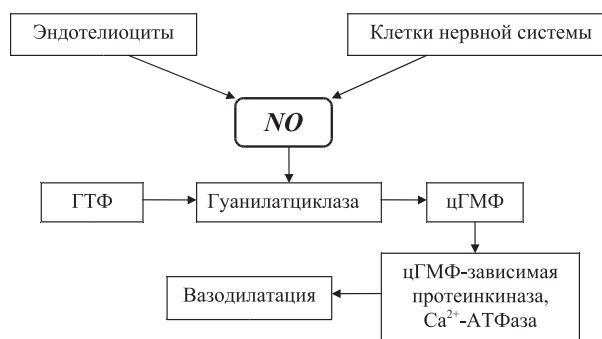 Эндотелиоциты
Клетки нервной системы
NO
ГТФ
Гуанилатциклаза
цГМФ
Вазодилатация
цГМФ-зависимая
протеинкиназа,
Ca²⁺-АТФаза